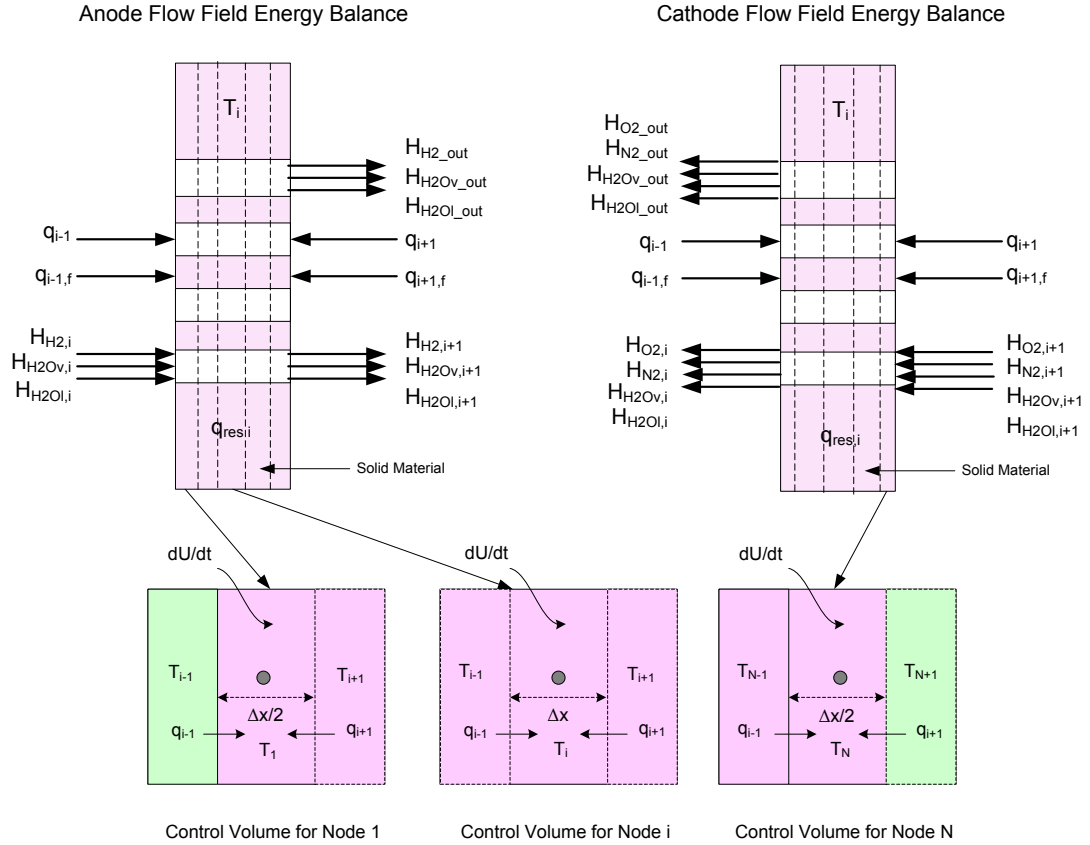 Anode Flow Field Energy Balance
Cathode Flow Field Energy Balance
T_i
H_H2_out
H_H2Ov_out
H_H2Ol_out
q_i-1
q_i+1
q_i-1,f
q_i+1,f
H_H2,i
H_H2Ov,i
H_H2Ol,i
H_H2,i+1
H_H2Ov,i+1
H_H2Ol,i+1
q_res,i
Solid Material
T_i
H_O2_out
H_N2_out
H_H2Ov_out
H_H2Ol_out
q_i-1
q_i+1
q_i-1,f
q_i+1,f
H_O2,i
H_N2,i
H_H2Ov,i
H_H2Ol,i
H_O2,i+1
H_N2,i+1
H_H2Ov,i+1
H_H2Ol,i+1
q_res,i
Solid Material
dU/dt
T_i-1
T_i+1
Δx/2
q_i-1
q_i+1
T_1
Control Volume for Node 1
dU/dt
T_i-1
T_i+1
Δx
q_i-1
q_i+1
T_i
Control Volume for Node i
dU/dt
T_N-1
T_N+1
Δx/2
q_i-1
q_i+1
T_N
Control Volume for Node N